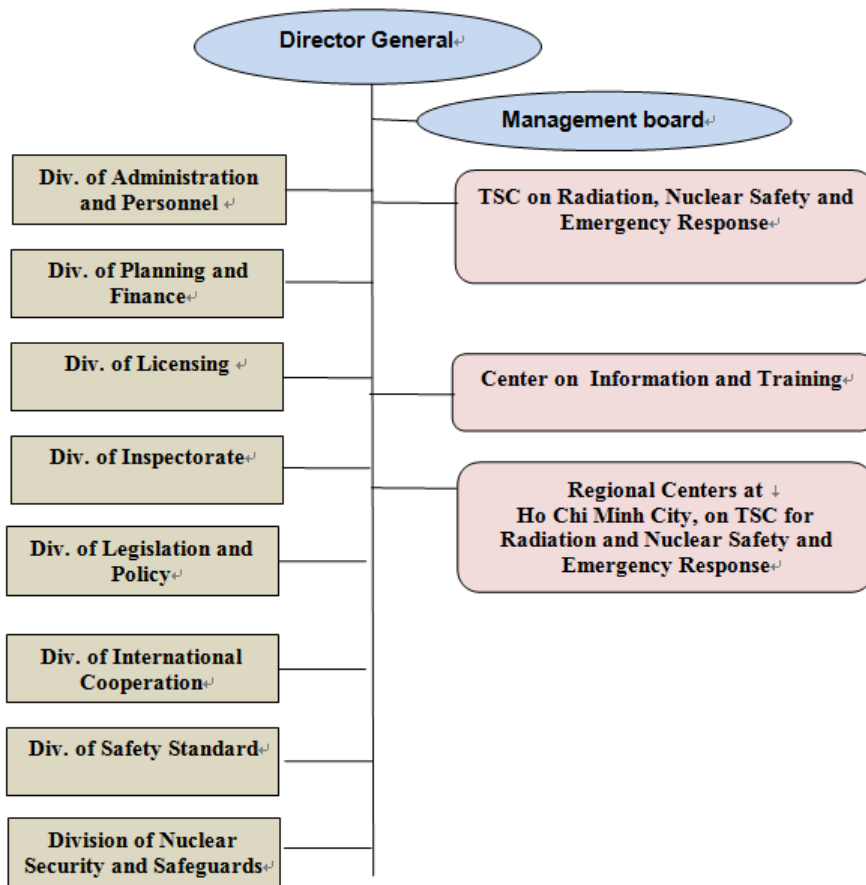 Director General
Management board
Div. of Administration
and Personnel
Div. of Planning and
Finance
Div. of Licensing
Div. of Inspectorate
Div. of Legislation and
Policy
Div. of International
Cooperation
Div. of Safety Standard
Division of Nuclear
Security and Safeguards
TSC on Radiation, Nuclear Safety and
Emergency Response
Center on Information and Training
Regional Centers at
Ho Chi Minh City, on TSC for
Radiation and Nuclear Safety and
Emergency Response